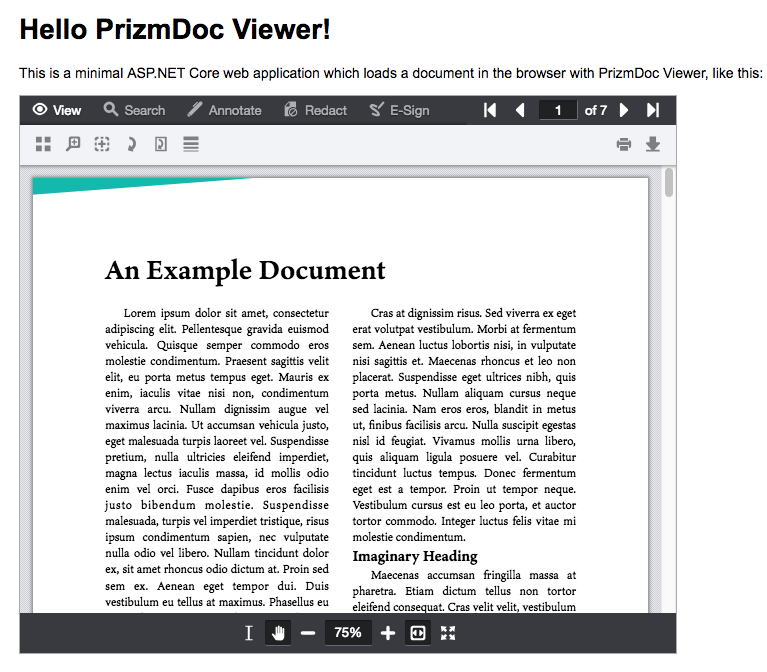 Hello PrizmDoc Viewer!
This is a minimal ASP.NET Core web application which loads a document in the browser with PrizmDoc Viewer, like this:
View Search Annotate Redact E-Sign 1 of 7
An Example Document
Lorem ipsum dolor sit amet, consectetur
adipiscing elit. Pellentesque gravida euismod
vehicula. Quisque semper commodo eros
molestie condimentum. Praesent sagittis velit
elit, eu porta metus tempus eget. Mauris ex
enim, iaculis vitae nisi non, condimentum
viverra arcu. Nullam dignissim augue vel
maximus lacinia. Ut accumsan vehicula justo,
eget malesuada turpis laoreet vel. Suspendisse
pretium, nulla ultricies eleifend imperdiet,
magna lectus iaculis massa, id mollis odio
enim vel orci. Fusce dapibus eros facilisis
justo bibendum molestie. Suspendisse
malesuada, turpis vel imperdiet tristique, risus
ipsum condimentum sapien, nec vulputate
nulla odio vel libero. Nullam tincidunt dolor
ex, sit amet rhoncus odio dictum at. Proin sed
sem ex. Aenean eget tempor dui. Duis
vestibulum eu tellus at maximus. Phasellus eu
Cras at dignissim risus. Sed viverra ex eget
erat volutpat vestibulum. Morbi at fermentum
sem. Aenean luctus lobortis nisi, in vulputate
nisi sagittis et. Maecenas rhoncus et leo non
placerat. Suspendisse eget ultrices nibh, quis
porta metus. Nullam aliquam cursus neque
sed lacinia. Nam eros eros, blandit in metus
ut, finibus facilisis arcu. Nulla suscipit egestas
nisl id feugiat. Vivamus mollis urna libero,
quis aliquam ligula posuere vel. Curabitur
tincidunt luctus tempus. Donec fermentum
eget est a tempor. Proin ut tempor neque.
Vestibulum cursus est eu leo porta, et auctor
tortor commodo. Integer luctus felis vitae mi
molestie condimentum.
Imaginary Heading
Maecenas accumsan fringilla massa at
pharetra. Etiam dictum tellus non tortor
eleifend consequat. Cras velit velit, vestibulum
75%